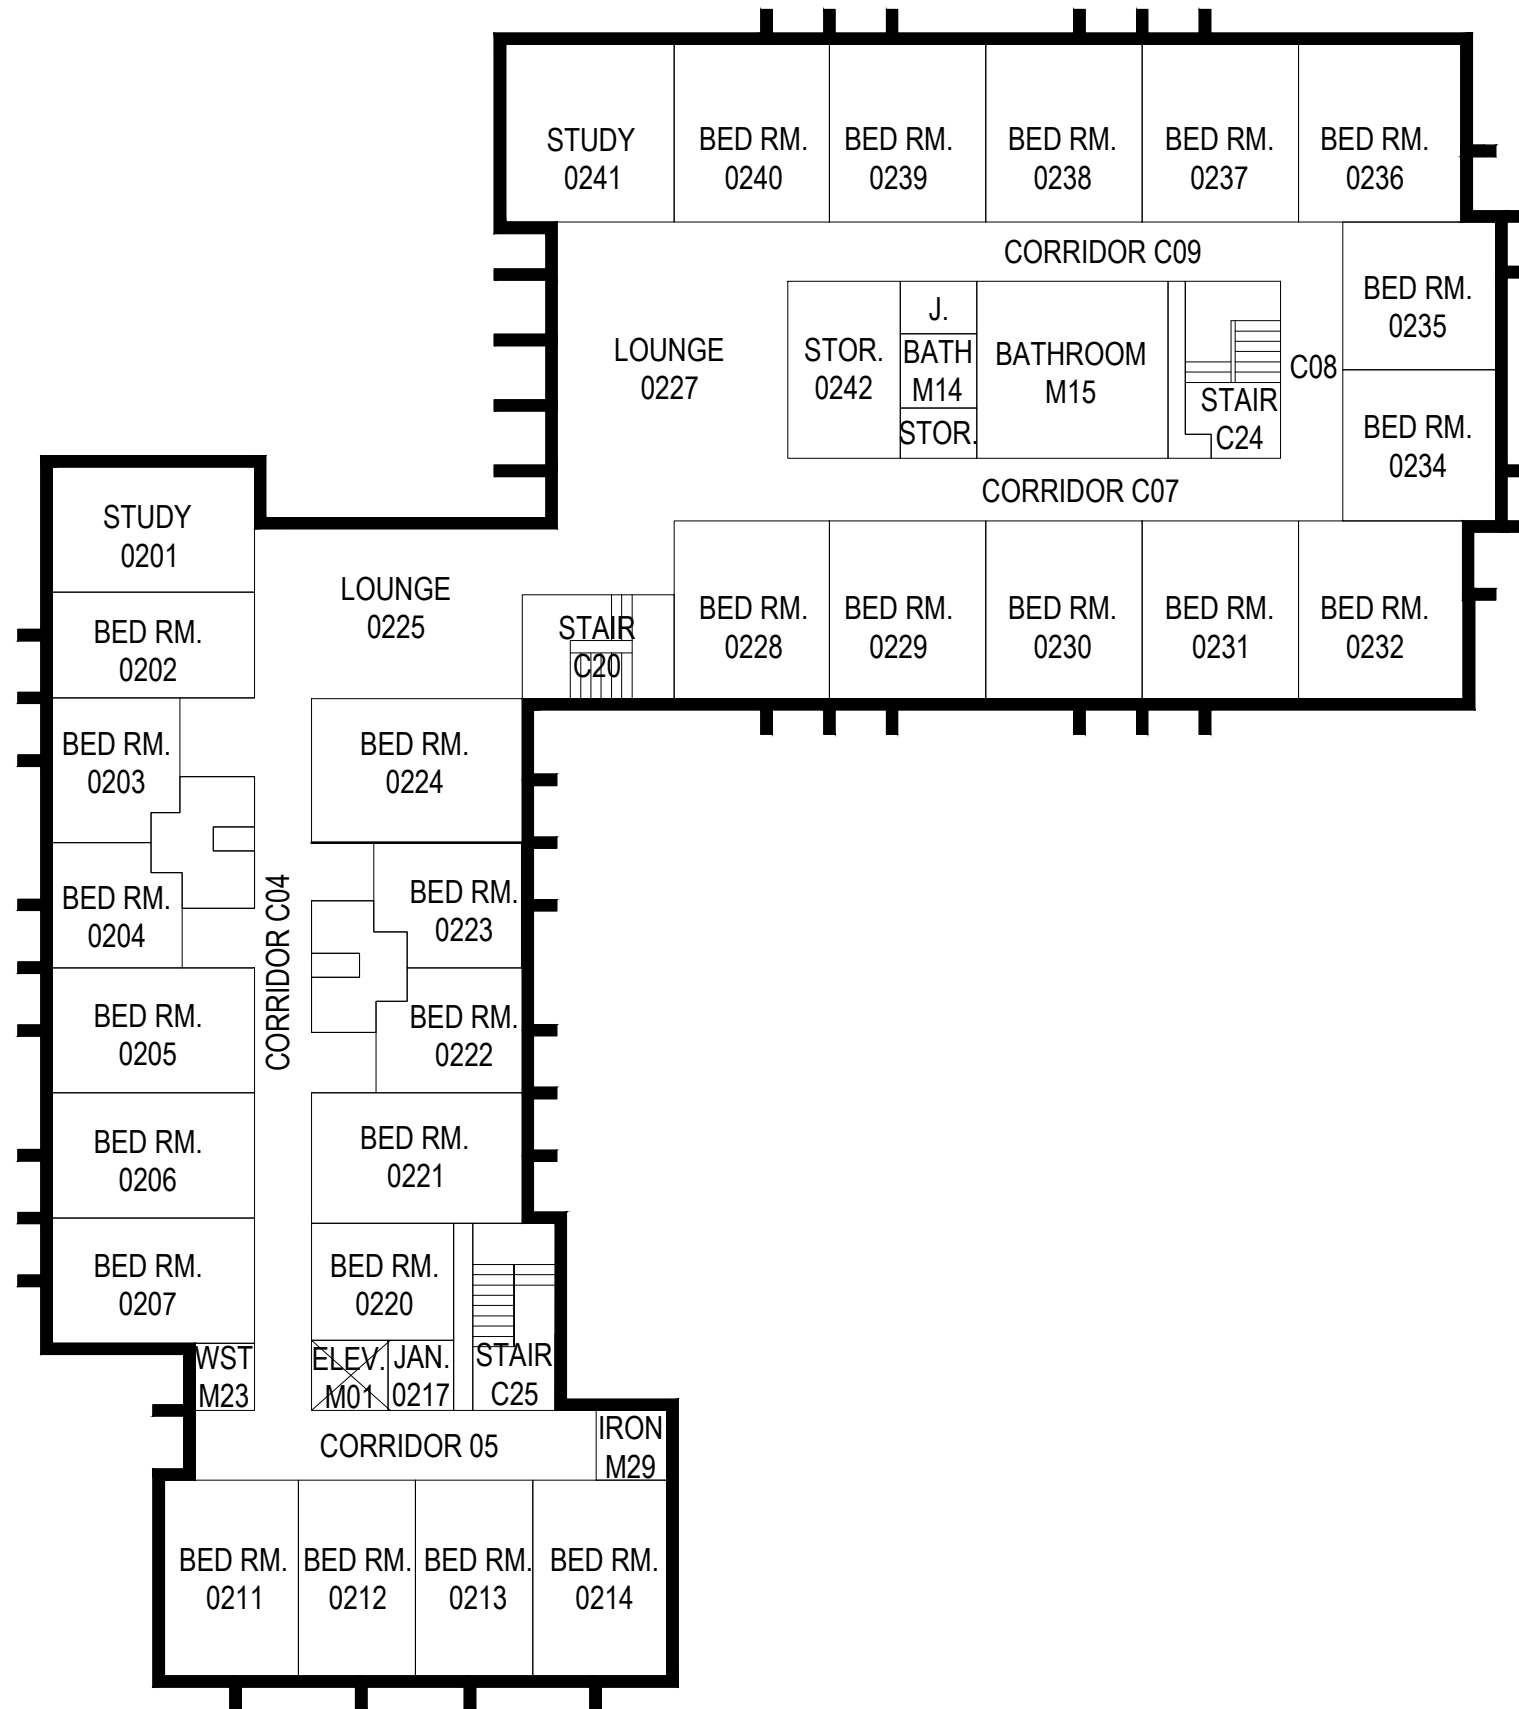 STUDY
0241
BED RM.
0240
BED RM.
0239
BED RM.
0238
BED RM.
0237
BED RM.
0236
CORRIDOR C09
BED RM.
0235
LOUNGE
0227
STOR.
0242
J.
BATH
M14
STOR.
BATHROOM
M15
STAIR
C24
C08
BED RM.
0234
CORRIDOR C07
STUDY
0201
LOUNGE
0225
STAIR
C20
BED RM.
0228
BED RM.
0229
BED RM.
0230
BED RM.
0231
BED RM.
0232
BED RM.
0202
BED RM.
0203
BED RM.
0224
BED RM.
0204
CORRIDOR C04
BED RM.
0223
BED RM.
0205
BED RM.
0222
BED RM.
0206
BED RM.
0221
BED RM.
0207
BED RM.
0220
WST
M23
ELEV.
M01
JAN.
0217
STAIR
C25
CORRIDOR 05
IRON
M29
BED RM.
0211
BED RM.
0212
BED RM.
0213
BED RM.
0214